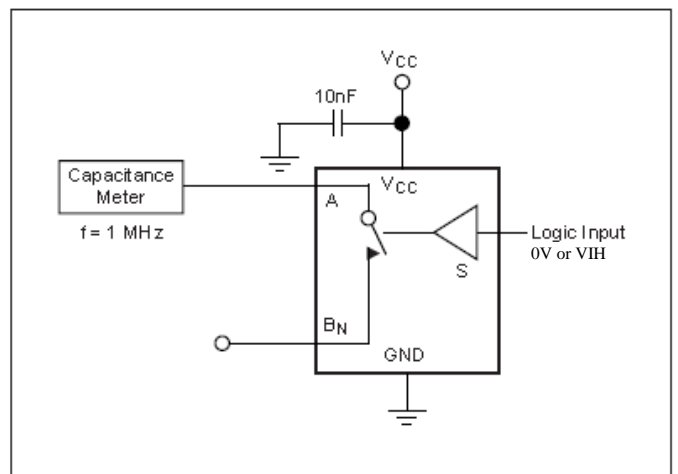 VCC
10nF
Capacitance
Meter
f = 1 MHz
VCC
A
Logic Input
0V or VIH
S
BN
GND